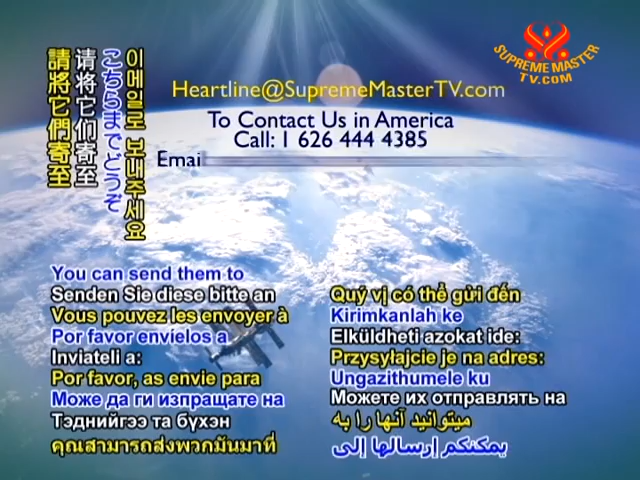 SUPREME MASTER
TV.COM
請將它們寄至
请将它们寄至
こちらまでどうぞ
이메일로 보내주세요
Heartline@SupremeMasterTV.com
To Contact Us in America
Call: 1 626 444 4385
Emai
You can send them to
Senden Sie diese bitte an
Vous pouvez les envoyer à
Por favor envielos a
Inviateli a:
Por favor, as envie para
Може да ги изпращате на
Тэднийгээ та бүхэн
คุณสามารถส่งพวกมันมาที่
Quý vị có thể gửi đến
Kirimkanlah ke
Elküldheti azokat ide:
Przysyłajcie je na adres:
Ungazithumele ku
Можете их отправлять на
میتوانید آنها را به
يمكنكم إرسالها إلى